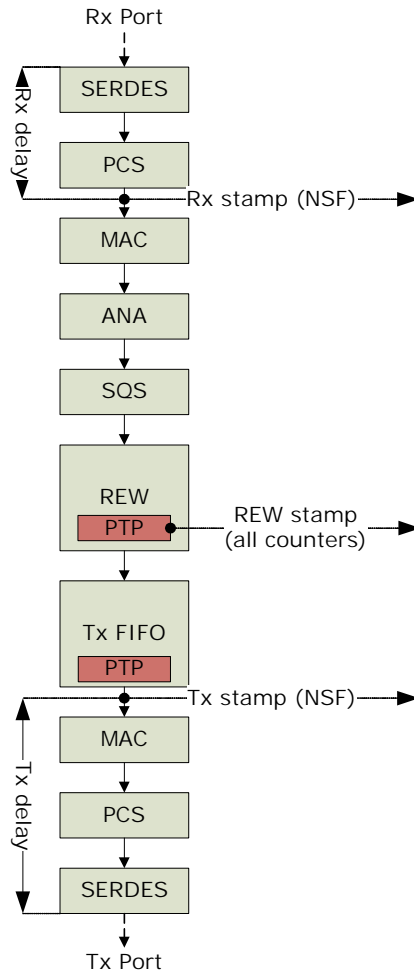 Rx Port
SERDES
Rx delay
PCS
Rx stamp (NSF)
MAC
ANA
SQS
REW
PTP
REW stamp
(all counters)
Tx FIFO
PTP
Tx stamp (NSF)
MAC
Tx delay
PCS
SERDES
Tx Port